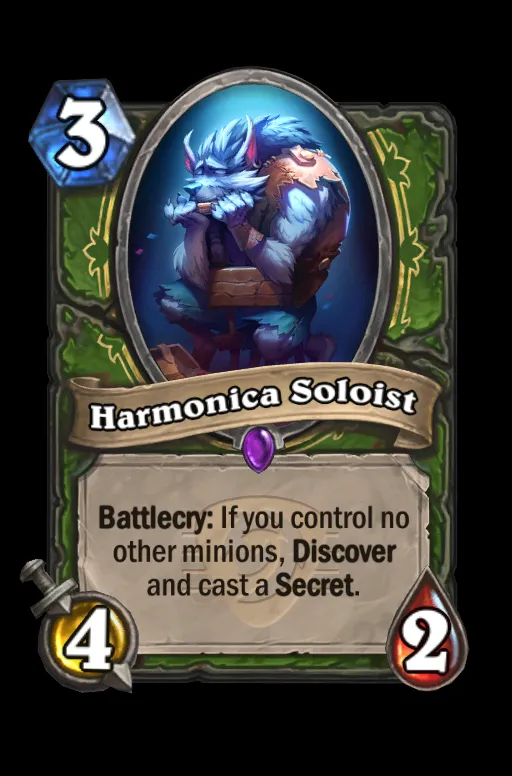 3
Harmonica Soloist
Battlecry: If you control no
other minions, Discover
and cast a Secret.
4
2